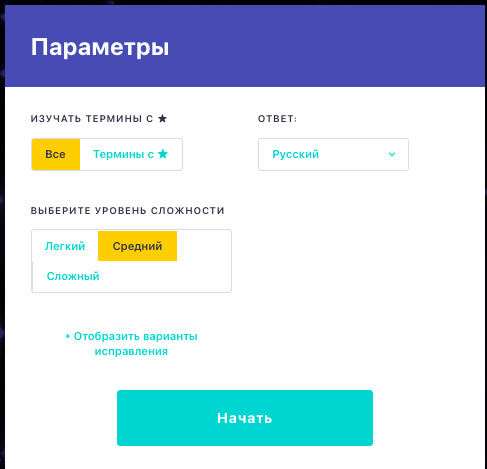 Параметры
ИЗУЧАТЬ ТЕРМИНЫ С ★
ОТВЕТ:
Все
Термины с ★
Русский
ВЫБЕРИТЕ УРОВЕНЬ СЛОЖНОСТИ
Легкий
Средний
Сложный
+ Отобразить варианты
исправления
Начать